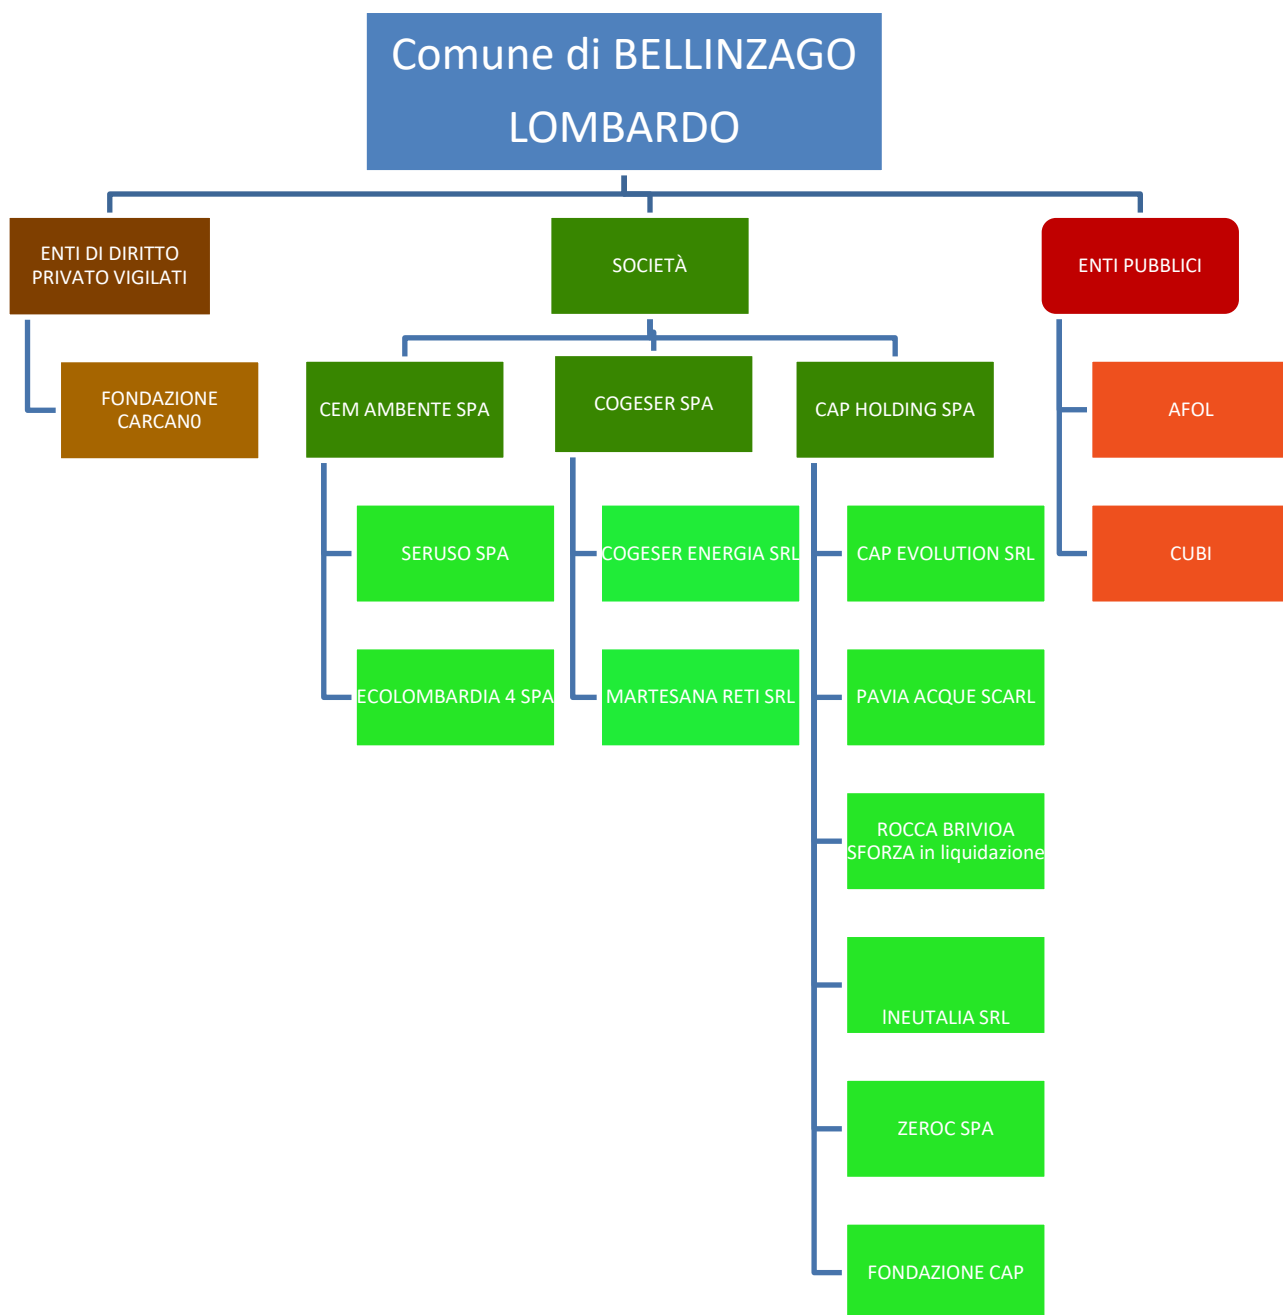 Comune di BELLINZAGO
LOMBARDO
ENTI DI DIRITTO
PRIVATO VIGILATI
SOCIETÀ
ENTI PUBBLICI
FONDAZIONE
CARCAN0
CEM AMBENTE SPA
COGESER SPA
CAP HOLDING SPA
AFOL
SERUSO SPA
COGESER ENERGIA SRL
CAP EVOLUTION SRL
CUBI
ECOLOMBARDIA 4 SPA
MARTESANA RETI SRL
PAVIA ACQUE SCARL
ROCCA BRIVIOA
SFORZA in liquidazione
INEUTALIA SRL
ZEROC SPA
FONDAZIONE CAP